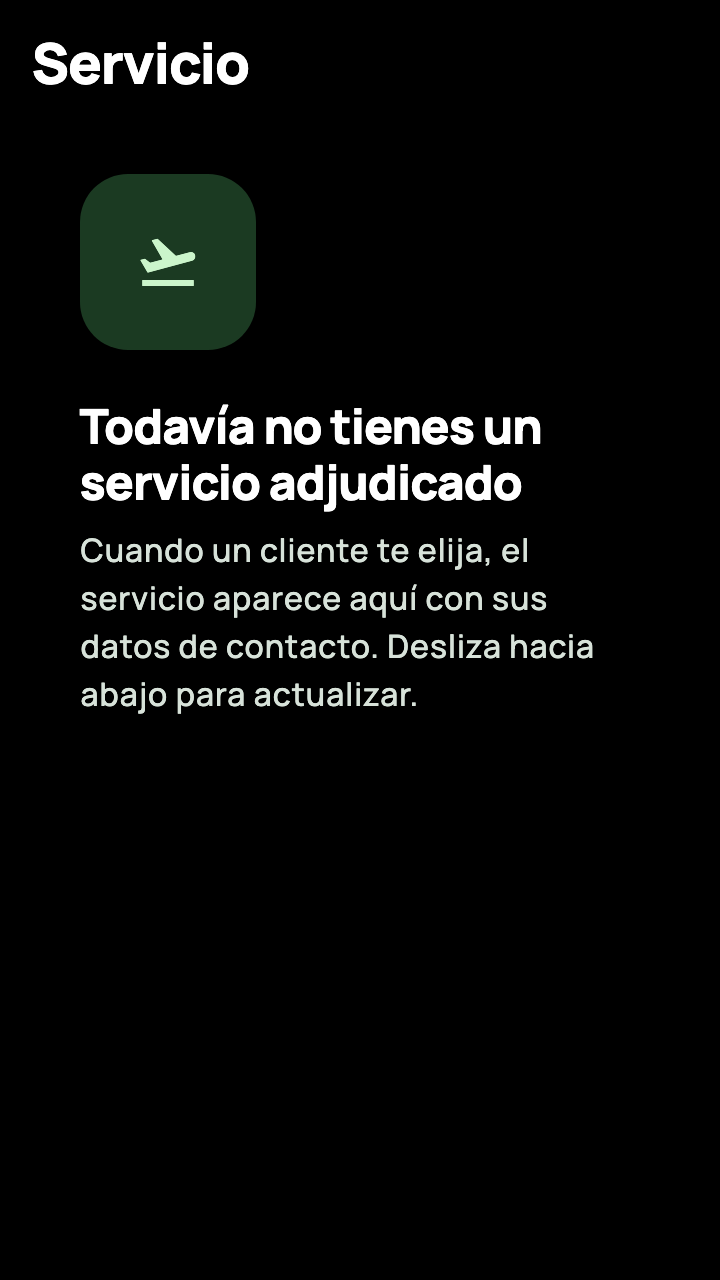 Servicio
Todavía no tienes un
servicio adjudicado
Cuando un cliente te elija, el
servicio aparece aquí con sus
datos de contacto. Desliza hacia
abajo para actualizar.